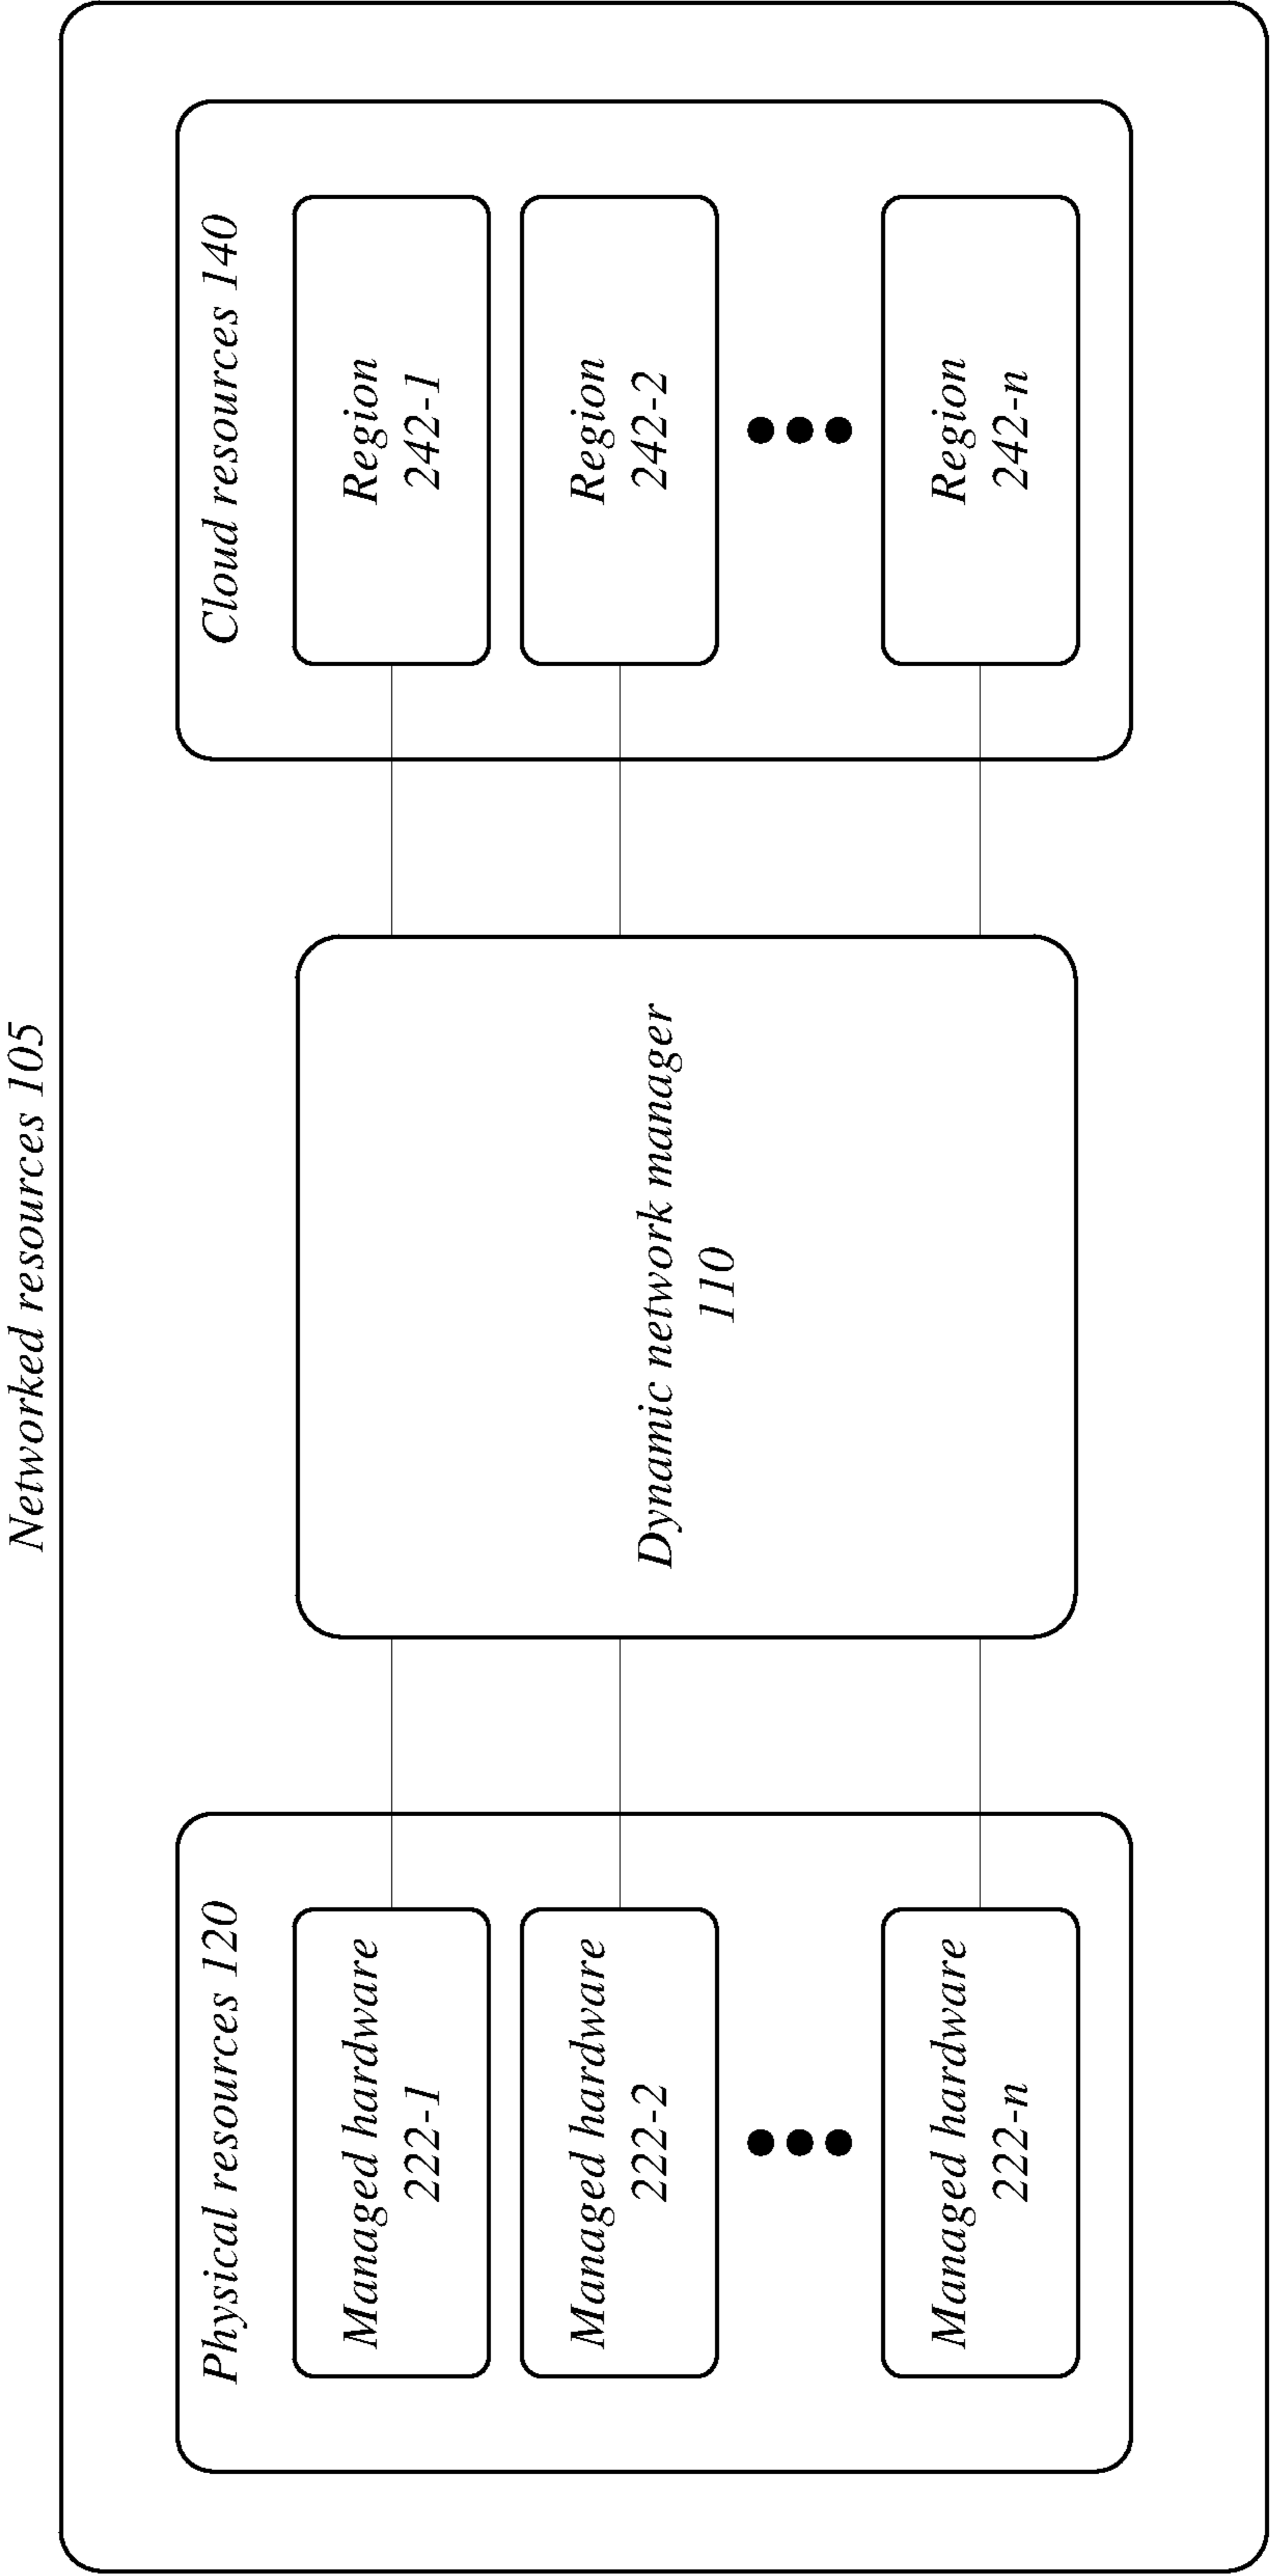 Networked resources 105
Physical resources 120
Managed hardware
222-1
Managed hardware
222-2
Managed hardware
222-n
Dynamic network manager
110
Cloud resources 140
Region
242-1
Region
242-2
Region
242-n